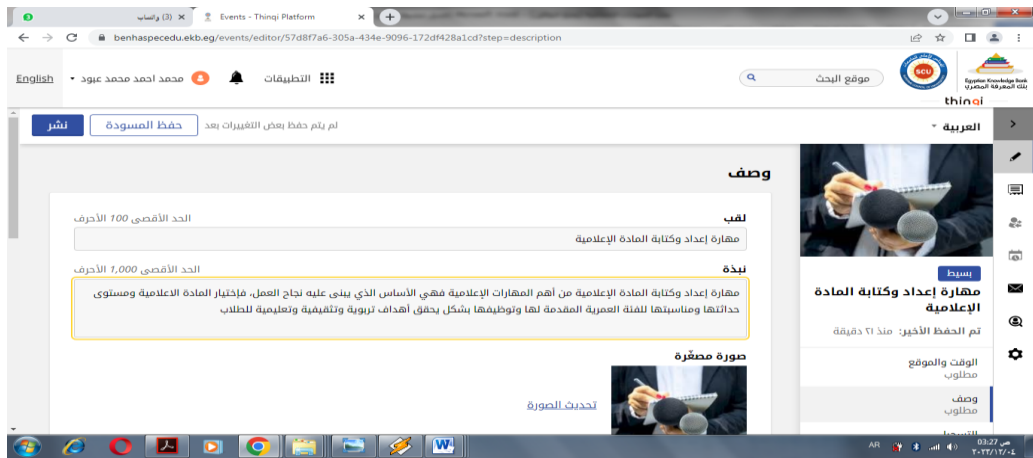 (3) واتساب
Events - Thinqi Platform
benhaspecedu.ekb.eg/events/editor/57d8f7a6-305a-434e-9096-172df428a1cd?step=description
English
محمد احمد محمد عبود
التطبيقات
موقع البحث
SCU
Egyptian Knowledge Bank
بنك المعرفة المصري
thinqi
نشر
حفظ المسودة
لم يتم حفظ بعض التغييرات بعد
العربية
وصف
لقب
الحد الأقصى 100 الأحرف
مهارة إعداد وكتابة المادة الإعلامية
نبذة
الحد الأقصى 1,000 الأحرف
مهارة إعداد وكتابة المادة الإعلامية من أهم المهارات الإعلامية فهي الأساس الذي يبنى عليه نجاح العمل، فإختيار المادة الاعلامية ومستوى
حداثتها ومناسبتها للفئة العمرية المقدمة لها وتوظيفها بشكل يحقق أهداف تربوية وتثقيفية وتعليمية للطلاب
صورة مصغّرة
تحديث الصورة
بسيط
مهارة إعداد وكتابة المادة
الإعلامية
تم الحفظ الأخير: منذ ٢١ دقيقة
الوقت والموقع
مطلوب
وصف
مطلوب
AR
03:27 ص
٢٠٢٢/١٢/٠٤